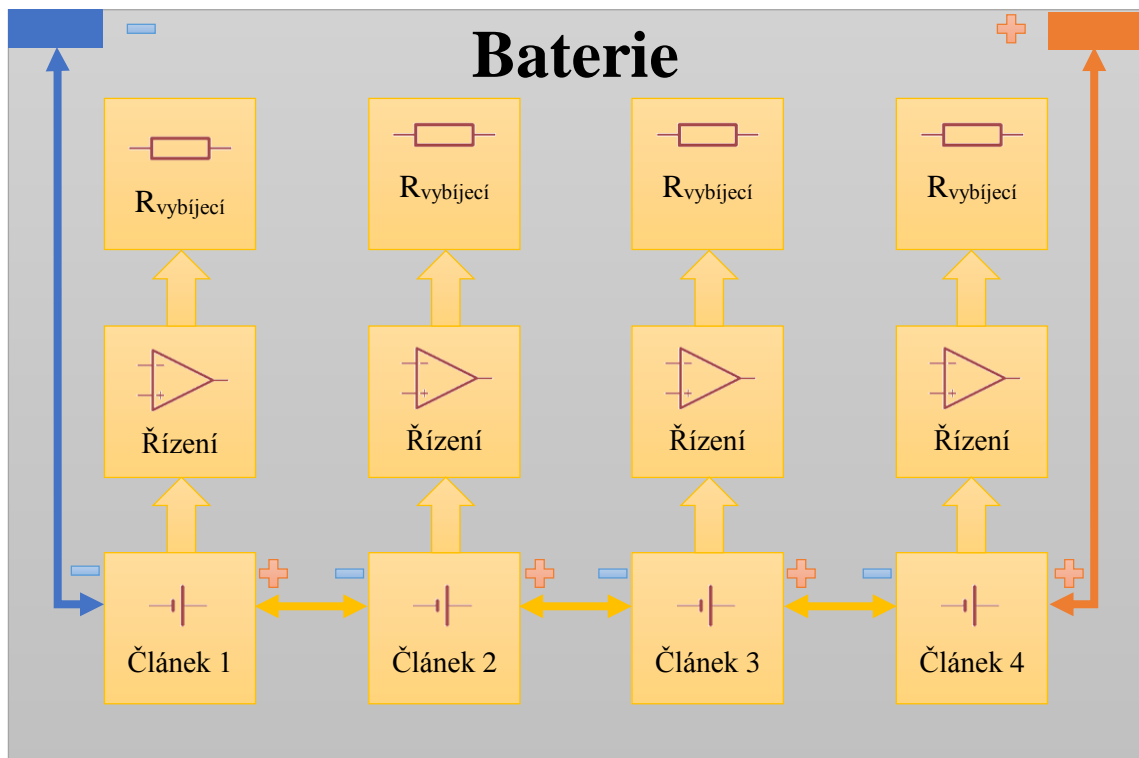 Baterie
Rvybíjecí
Rvybíjecí
Rvybíjecí
Rvybíjecí
Řízení
Řízení
Řízení
Řízení
Článek 1
Článek 2
Článek 3
Článek 4